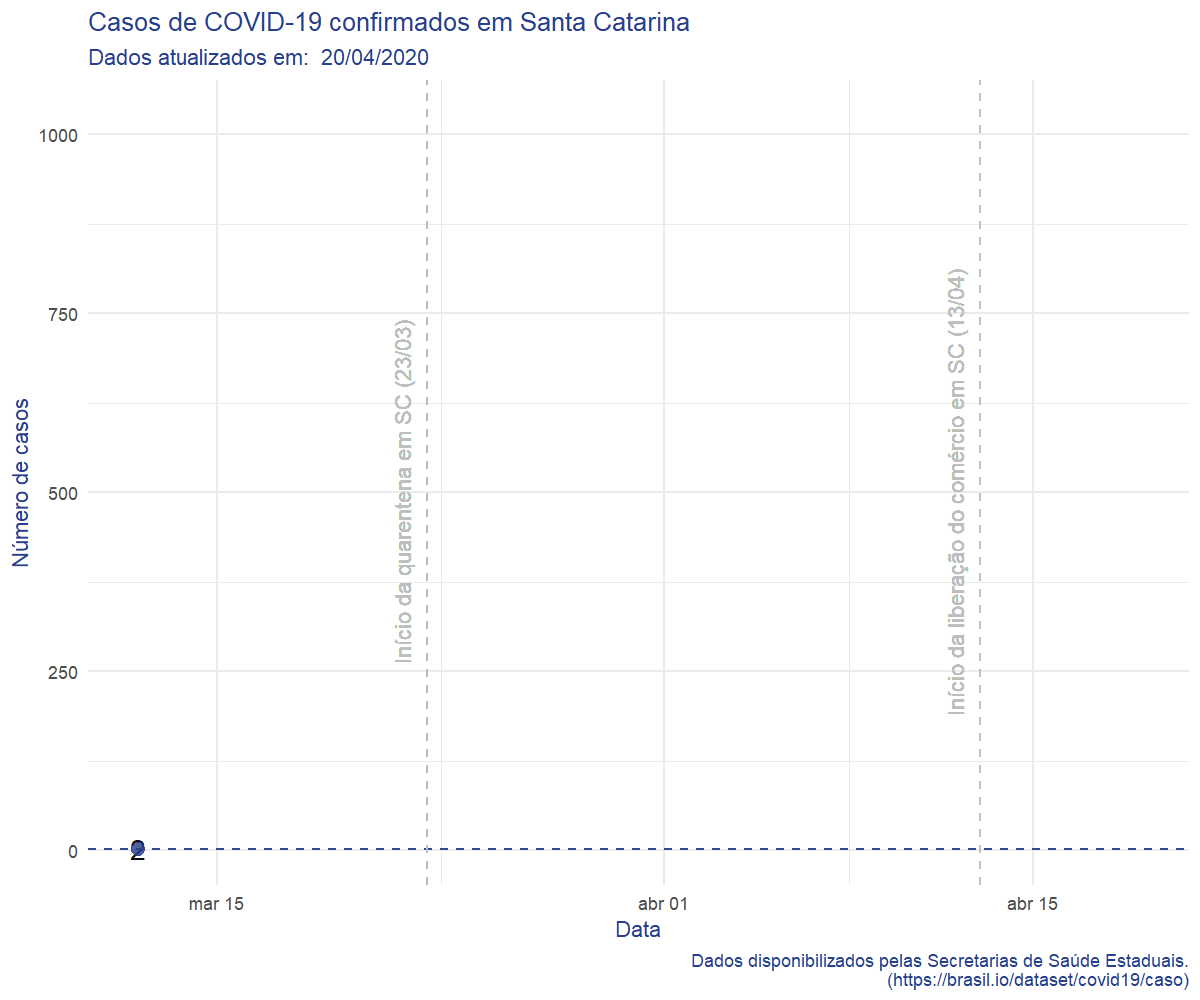 Casos de COVID-19 confirmados em Santa Catarina
Dados atualizados em:  20/04/2020
Número de casos
1000
750
500
250
0
Início da quarentena em SC (23/03)
Início da liberação do comércio em SC (13/04)
2
mar 15
abr 01
abr 15
Data
Dados disponibilizados pelas Secretarias de Saúde Estaduais.
(https://brasil.io/dataset/covid19/caso)